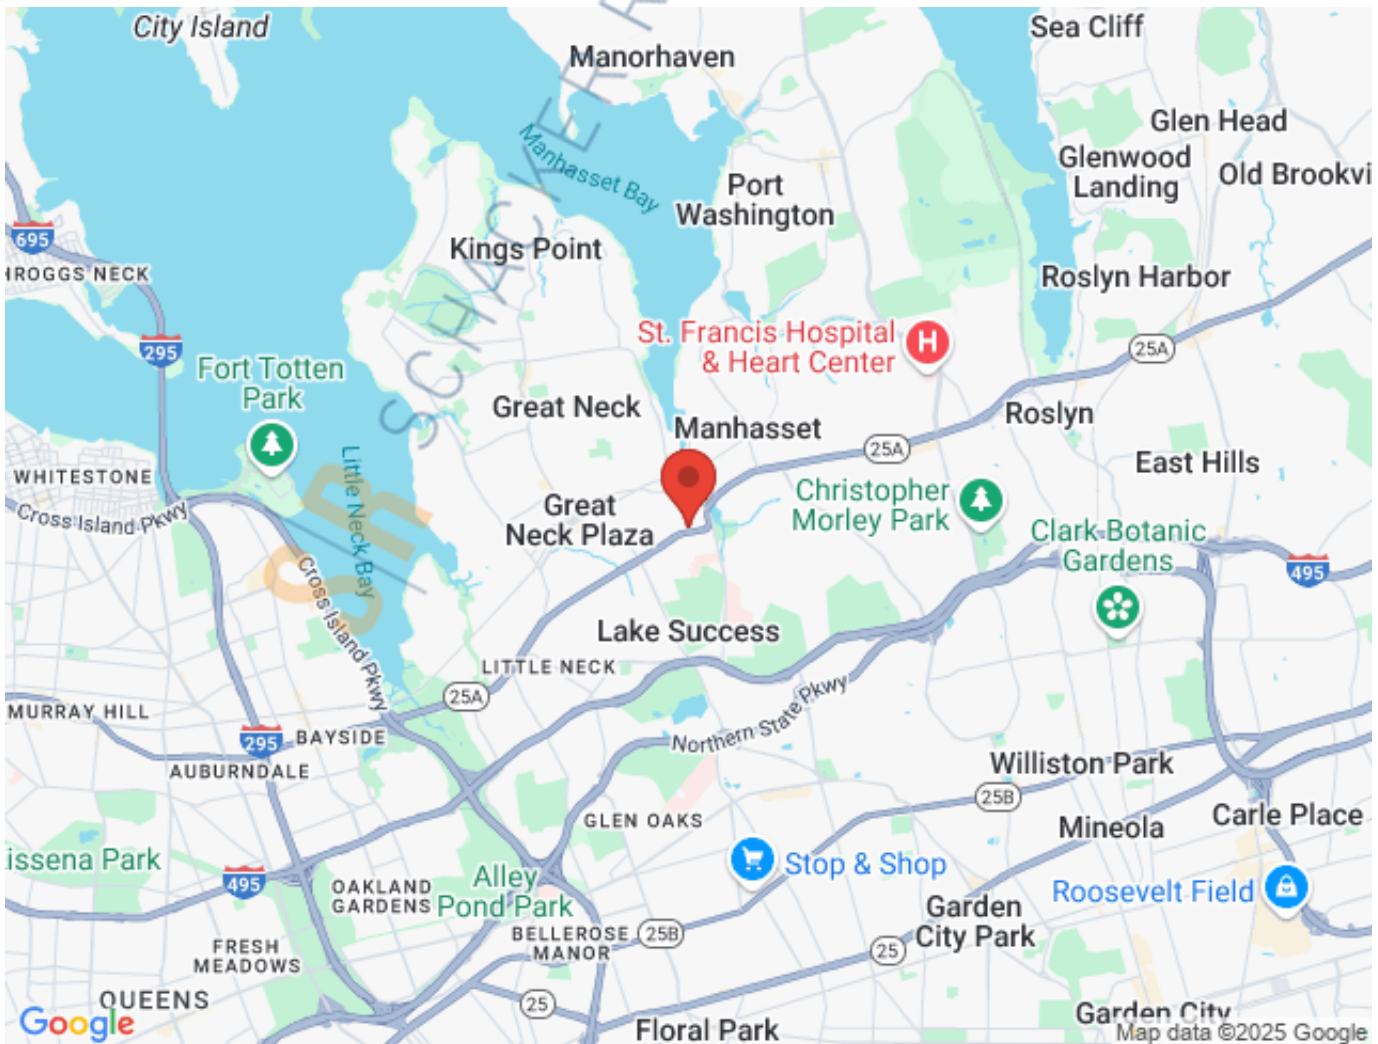 City Island
Sea Cliff
Manorhaven
Glen Head
Manhasset Bay
Glenwood
Landing
Old Brookvi
Port
Washington
695
HROGGS NECK
Kings Point
Roslyn Harbor
SCHACKER
295
St. Francis Hospital
& Heart Center
H
25A
Fort Totten
Park
Great Neck
Manhasset
Roslyn
25A
East Hills
WHITESTONE
Cross Island Pkwy
Little Neck Bay
Great
Neck Plaza
Christopher
Morley Park
Clark Botanic
Gardens
495
SR
Cross Island Pkwy
Lake Success
LITTLE NECK
25A
Northern State Pkwy
MURRAY HILL
295
BAYSIDE
AUBURNDALE
Williston Park
25B
GLEN OAKS
Mineola
Carle Place
issena Park
495
OAKLAND
GARDENS
Alley
Pond Park
Stop & Shop
Roosevelt Field
Garden
City Park
BELLEROSE
MANOR
25B
25
FRESH
MEADOWS
QUEENS
25
Floral Park
Garden City
Google
Map data ©2025 Google